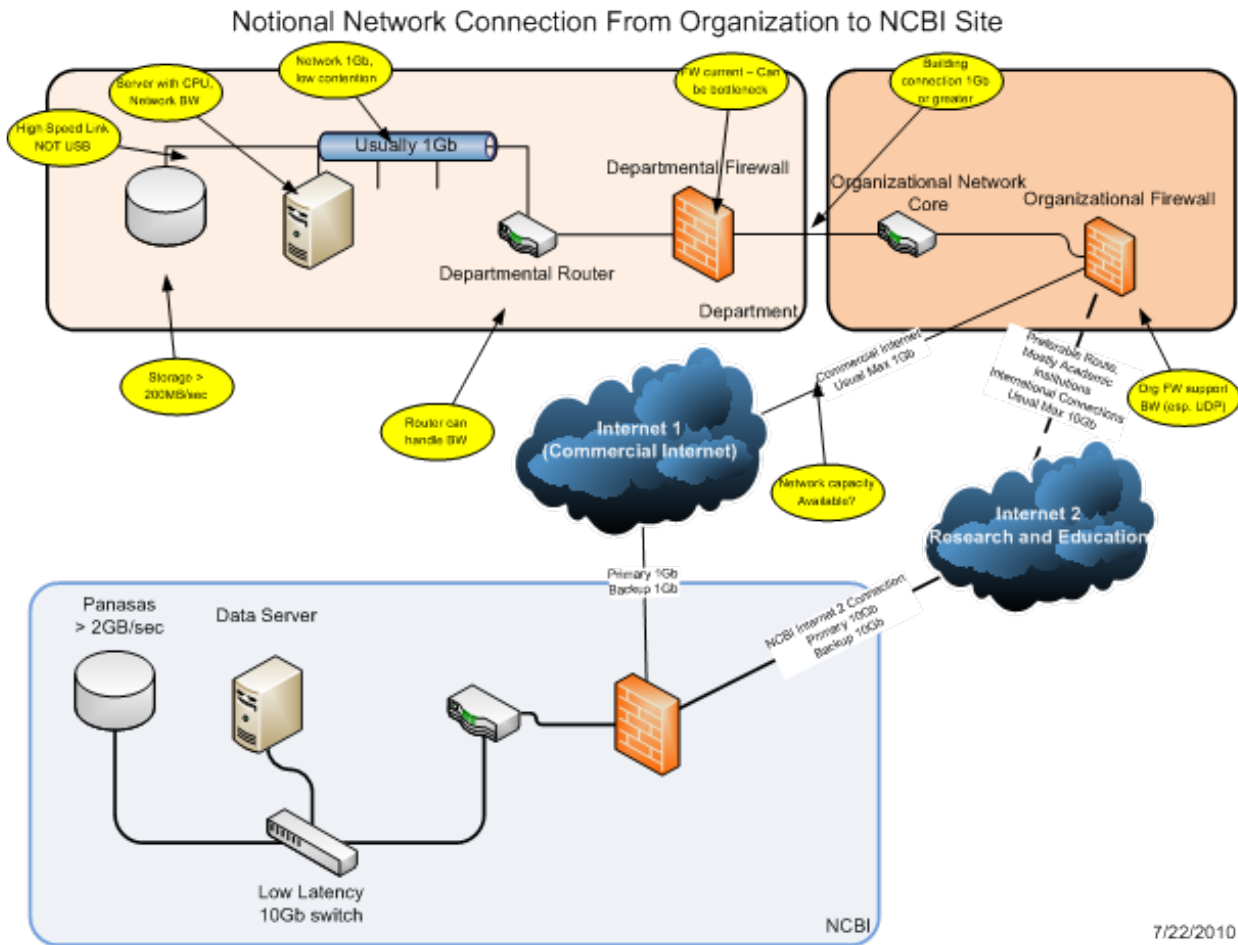 Notional Network Connection From Organization to NCBI Site
Server with CPU,
Network BW
Network 1Gb,
low contention
FW current – Can
be bottleneck
Building
connection 1Gb
or greater
High Speed Link
NOT USB
Usually 1Gb
Departmental Firewall
Organizational Network
Core
Organizational Firewall
Departmental Router
Department
Storage >
200MB/sec
Router can
handle BW
Commercial Internet
Usual Max 1Gb
Preferable Route,
Mostly Academic
Institutions
International Connections
Usual Max 10Gb
Org FW support
BW (esp. UDP)
Internet 1
(Commercial Internet)
Network capacity
Available?
Internet 2
Research and Education
Primary 1Gb
Backup 1Gb
NCBI Internet 2 Connection
Primary 10Gb
Backup 10Gb
Panasas
> 2GB/sec
Data Server
Low Latency
10Gb switch
NCBI
7/22/2010